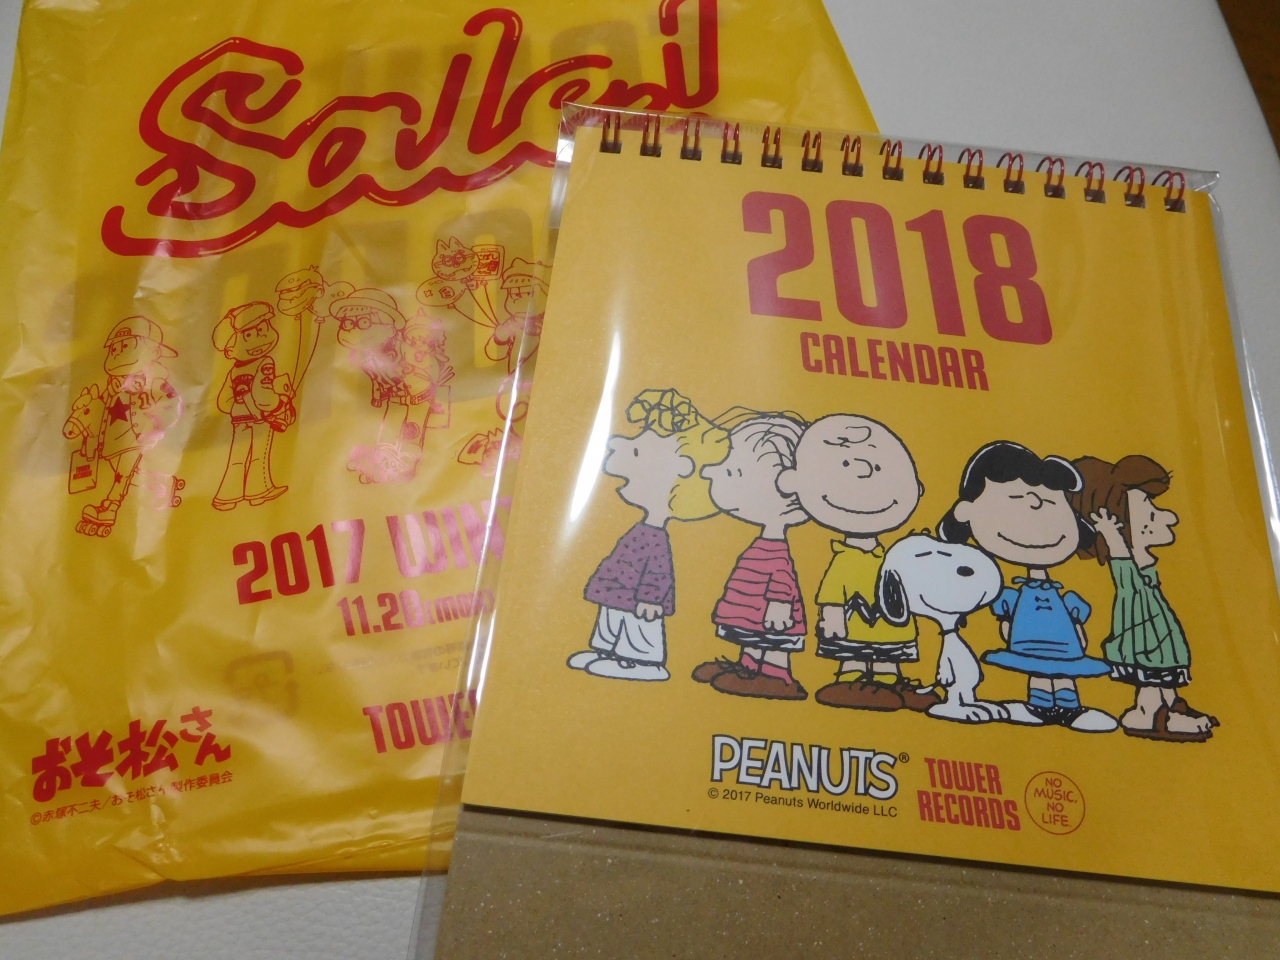 Sale!
2017 WIN
11.20(mon)
TOWE
おそ松さん
©赤塚不二夫/おそ松さん製作委員会
2018
CALENDAR
PEANUTS®
© 2017 Peanuts Worldwide LLC
TOWER
RECORDS
NO
MUSIC,
NO
LIFE.